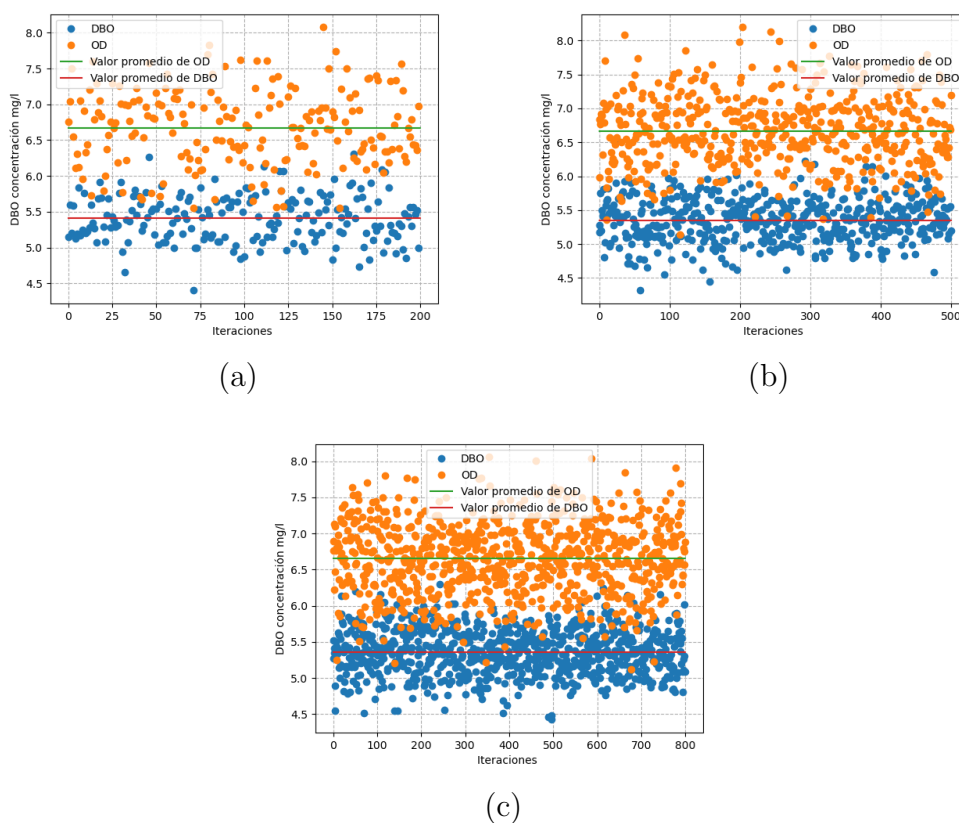 DBO
OD
Valor promedio de OD
Valor promedio de DBO
DBO concentración mg/l
8.0
7.5
7.0
6.5
6.0
5.5
5.0
4.5
0 25 50 75 100 125 150 175 200
Iteraciones
(a)
DBO
OD
Valor promedio de OD
Valor promedio de DBO
DBO concentración mg/l
8.0
7.5
7.0
6.5
6.0
5.5
5.0
4.5
0 100 200 300 400 500
Iteraciones
(b)
DBO
OD
Valor promedio de OD
Valor promedio de DBO
DBO concentración mg/l
8.0
7.5
7.0
6.5
6.0
5.5
5.0
4.5
0 100 200 300 400 500 600 700 800
Iteraciones
(c)